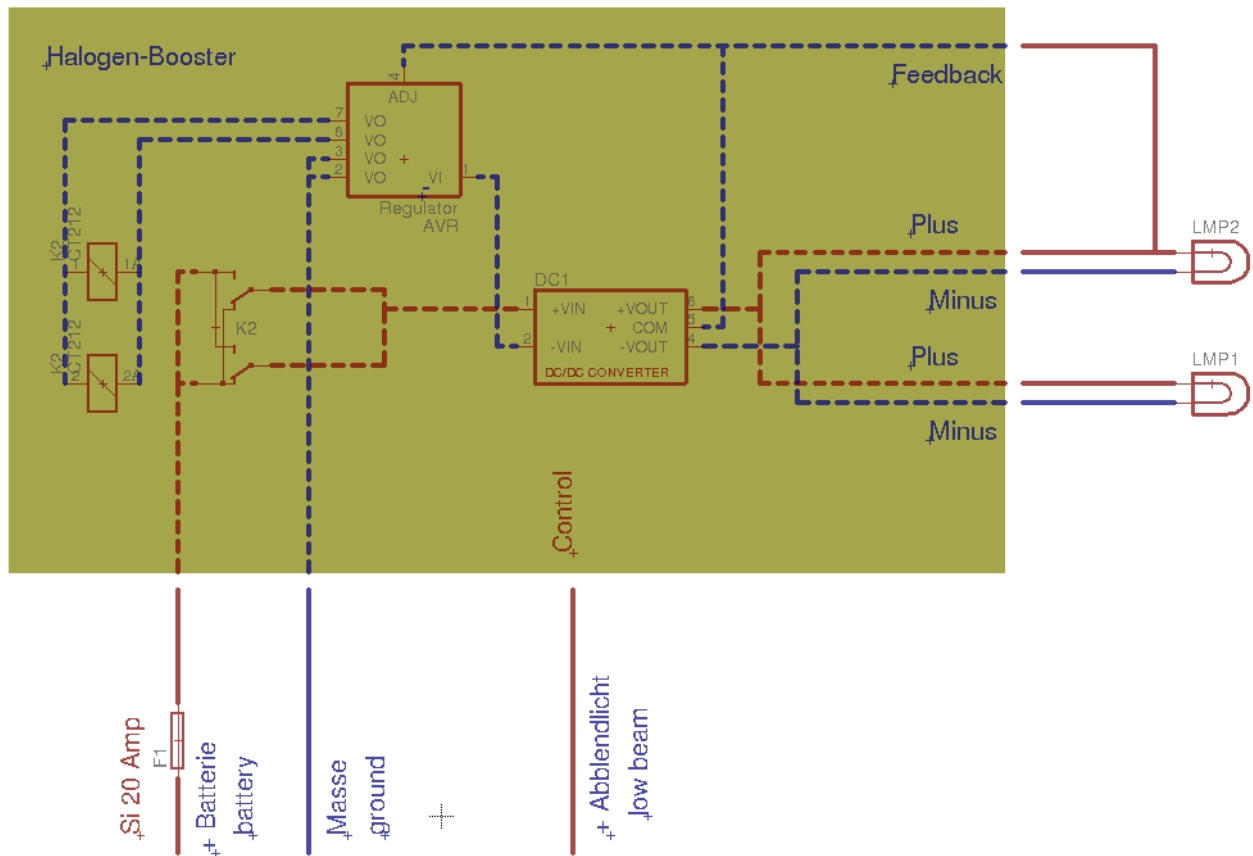 Halogen-Booster
Feedback
4
ADJ
7 VO
6 VO
3 VO
2 VO
VI 1
-
Regulator
AVR
K2
CT212
1 1A
K2
CT212
2 2A
K2
DC1
1 +VIN +VOUT 6
COM 5
2 -VIN -VOUT 4
DC/DC CONVERTER
Plus
LMP2
Minus
Plus
LMP1
Minus
Control
Si 20 Amp
F1
+ Batterie
battery
Masse
ground
+ Abblendlicht
low beam